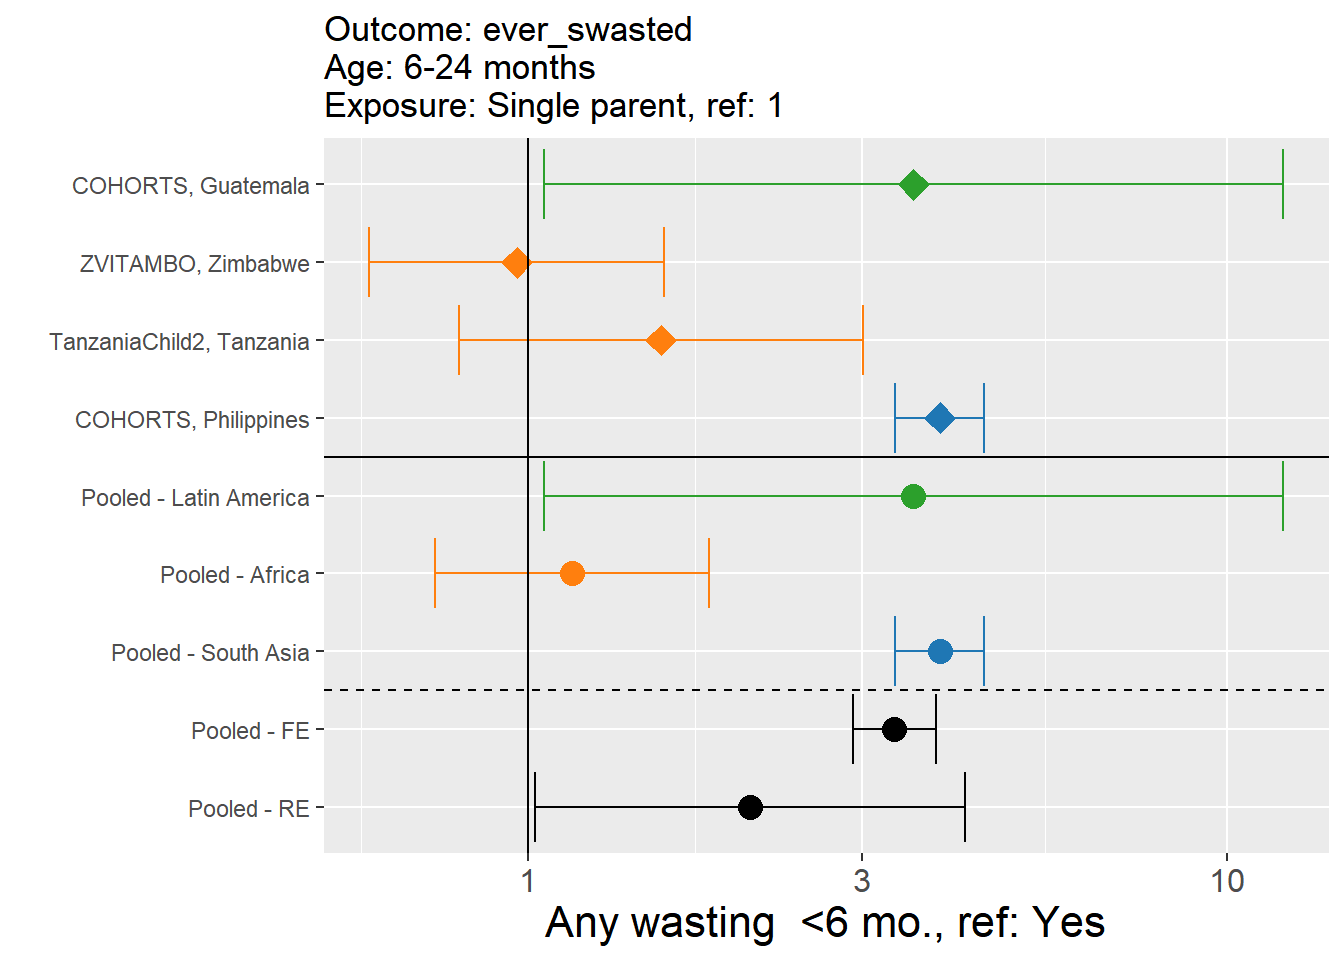 Outcome: ever_swasted
Age: 6-24 months
Exposure: Single parent, ref: 1
COHORTS, Guatemala
ZVITAMBO, Zimbabwe
TanzaniaChild2, Tanzania
COHORTS, Philippines
Pooled - Latin America
Pooled - Africa
Pooled - South Asia
Pooled - FE
Pooled - RE
1 3 10
Any wasting  <6 mo., ref: Yes